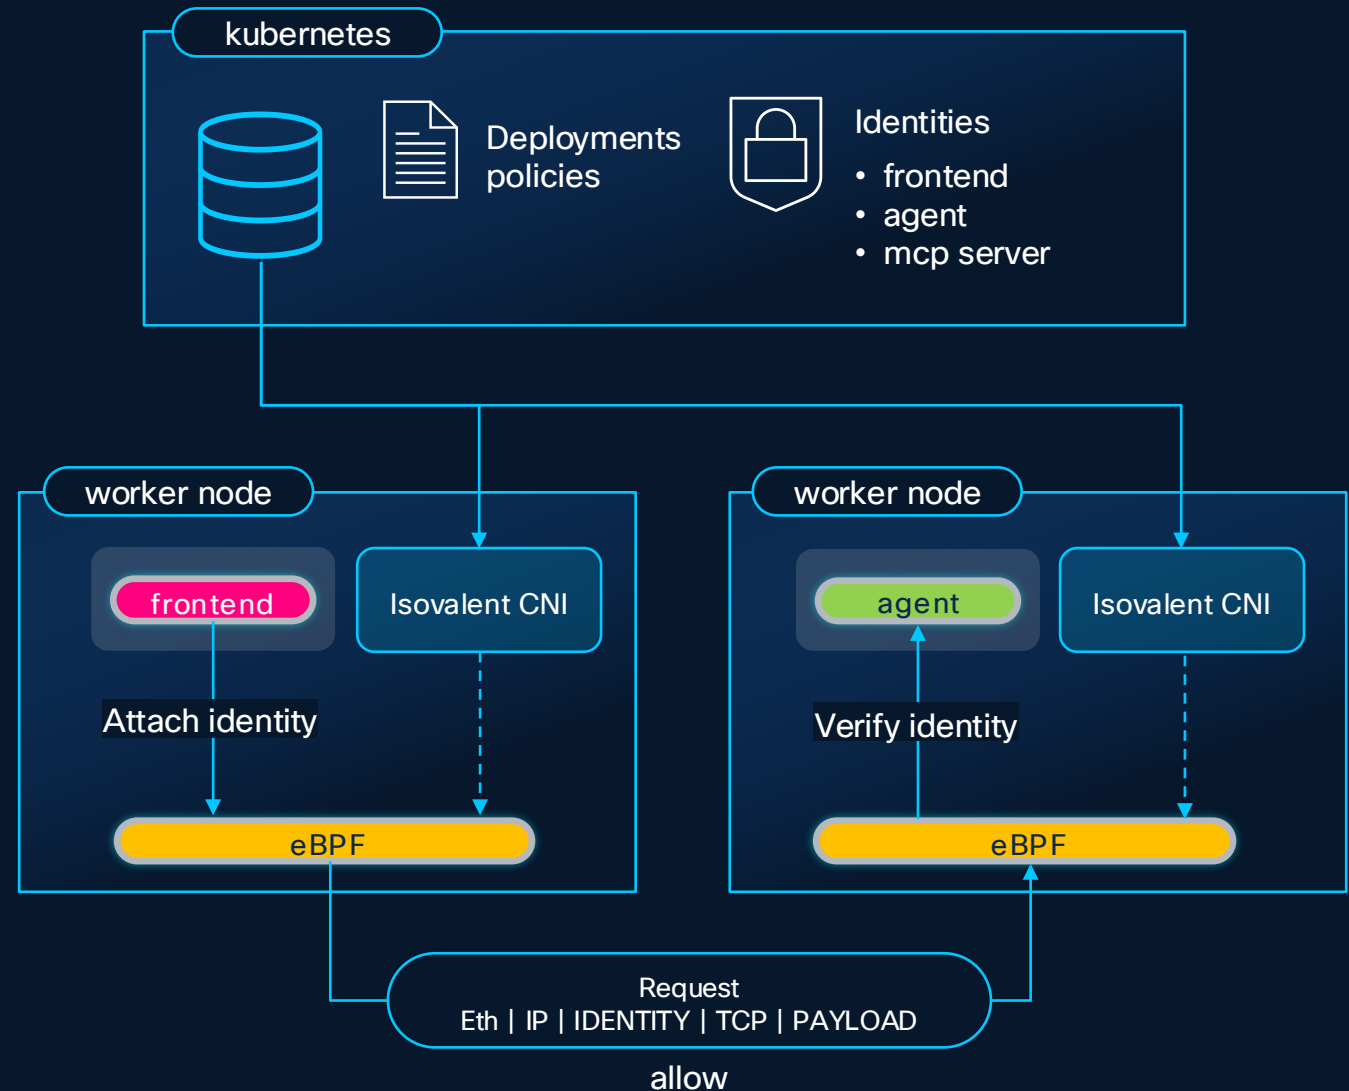 kubernetes
Deployments
policies
Identities
• frontend
• agent
• mcp server
worker node
frontend
Isovalent CNI
Attach identity
eBPF
worker node
agent
Isovalent CNI
Verify identity
eBPF
Request
Eth | IP | IDENTITY | TCP | PAYLOAD
allow